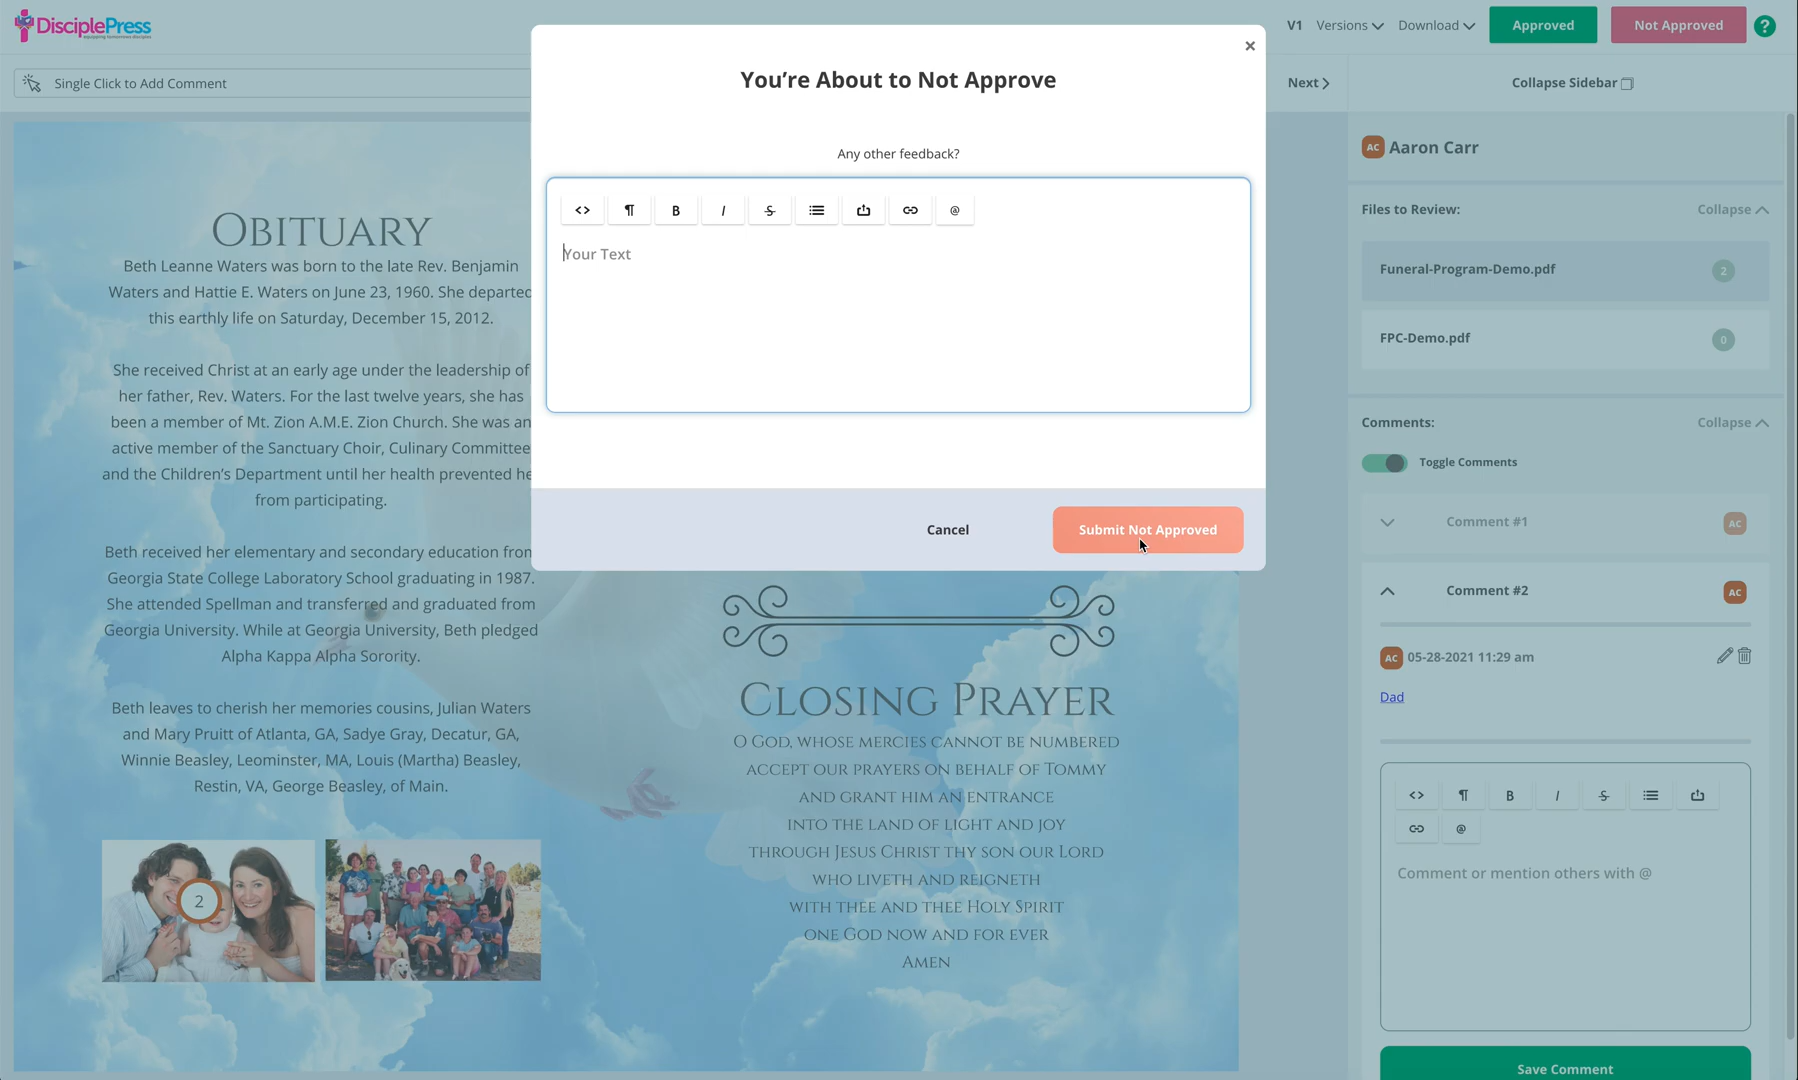 DisciplePress
V1 Versions Download Approved Not Approved ?
Single Click to Add Comment
Next
Collapse Sidebar
×
You're About to Not Approve
Any other feedback?
<> ¶ B I S @
Your Text
Cancel
Submit Not Approved
Obituary
Beth Leanne Waters was born to the late Rev. Benjamin
Waters and Hattie E. Waters on June 23, 1960. She departed
this earthly life on Saturday, December 15, 2012.
She received Christ at an early age under the leadership of
her father, Rev. Waters. For the last twelve years, she has
been a member of Mt. Zion A.M.E. Zion Church. She was an
active member of the Sanctuary Choir, Culinary Committee
and the Children's Department until her health prevented he
from participating.
Beth received her elementary and secondary education from
Georgia State College Laboratory School graduating in 1987.
She attended Spellman and transferred and graduated from
Georgia University. While at Georgia University, Beth pledged
Alpha Kappa Alpha Sorority.
Beth leaves to cherish her memories cousins, Julian Waters
and Mary Pruitt of Atlanta, GA, Sadye Gray, Decatur, GA,
Winnie Beasley, Leominster, MA, Louis (Martha) Beasley,
Restin, VA, George Beasley, of Main.
2
Closing Prayer
O God, whose mercies cannot be numbered
accept our prayers on behalf of Tommy
and grant him an entrance
into the land of light and joy
through Jesus Christ thy son our Lord
who liveth and reigneth
with thee and thee Holy Spirit
one God now and for ever
Amen
AC Aaron Carr
Files to Review: Collapse
Funeral-Program-Demo.pdf 2
FPC-Demo.pdf 0
Comments: Collapse
Toggle Comments
Comment #1 AC
Comment #2 AC
AC 05-28-2021 11:29 am
Dad
<> ¶ B I S
@
Comment or mention others with @
Save Comment